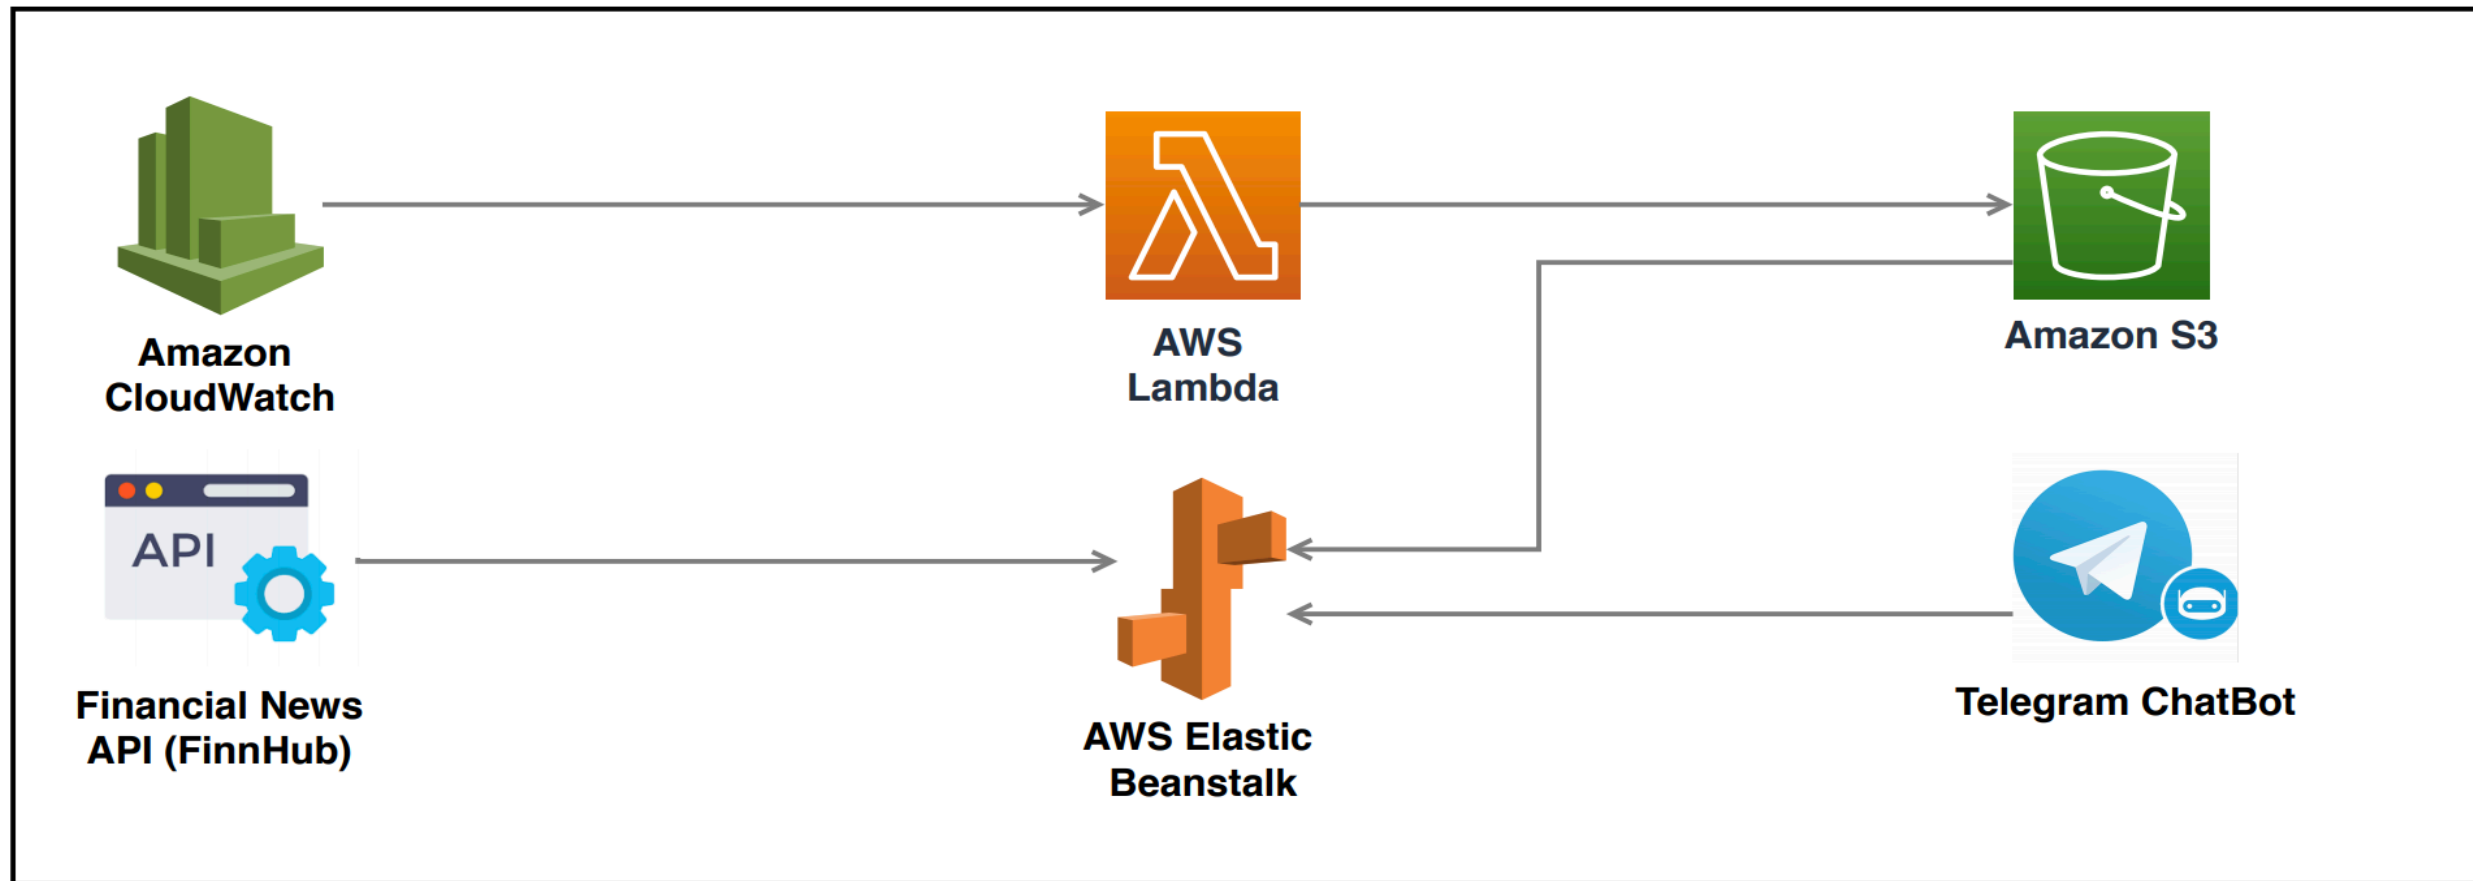 Amazon
CloudWatch
AWS
Lambda
Amazon S3
API
Financial News
API (FinnHub)
AWS Elastic
Beanstalk
Telegram ChatBot